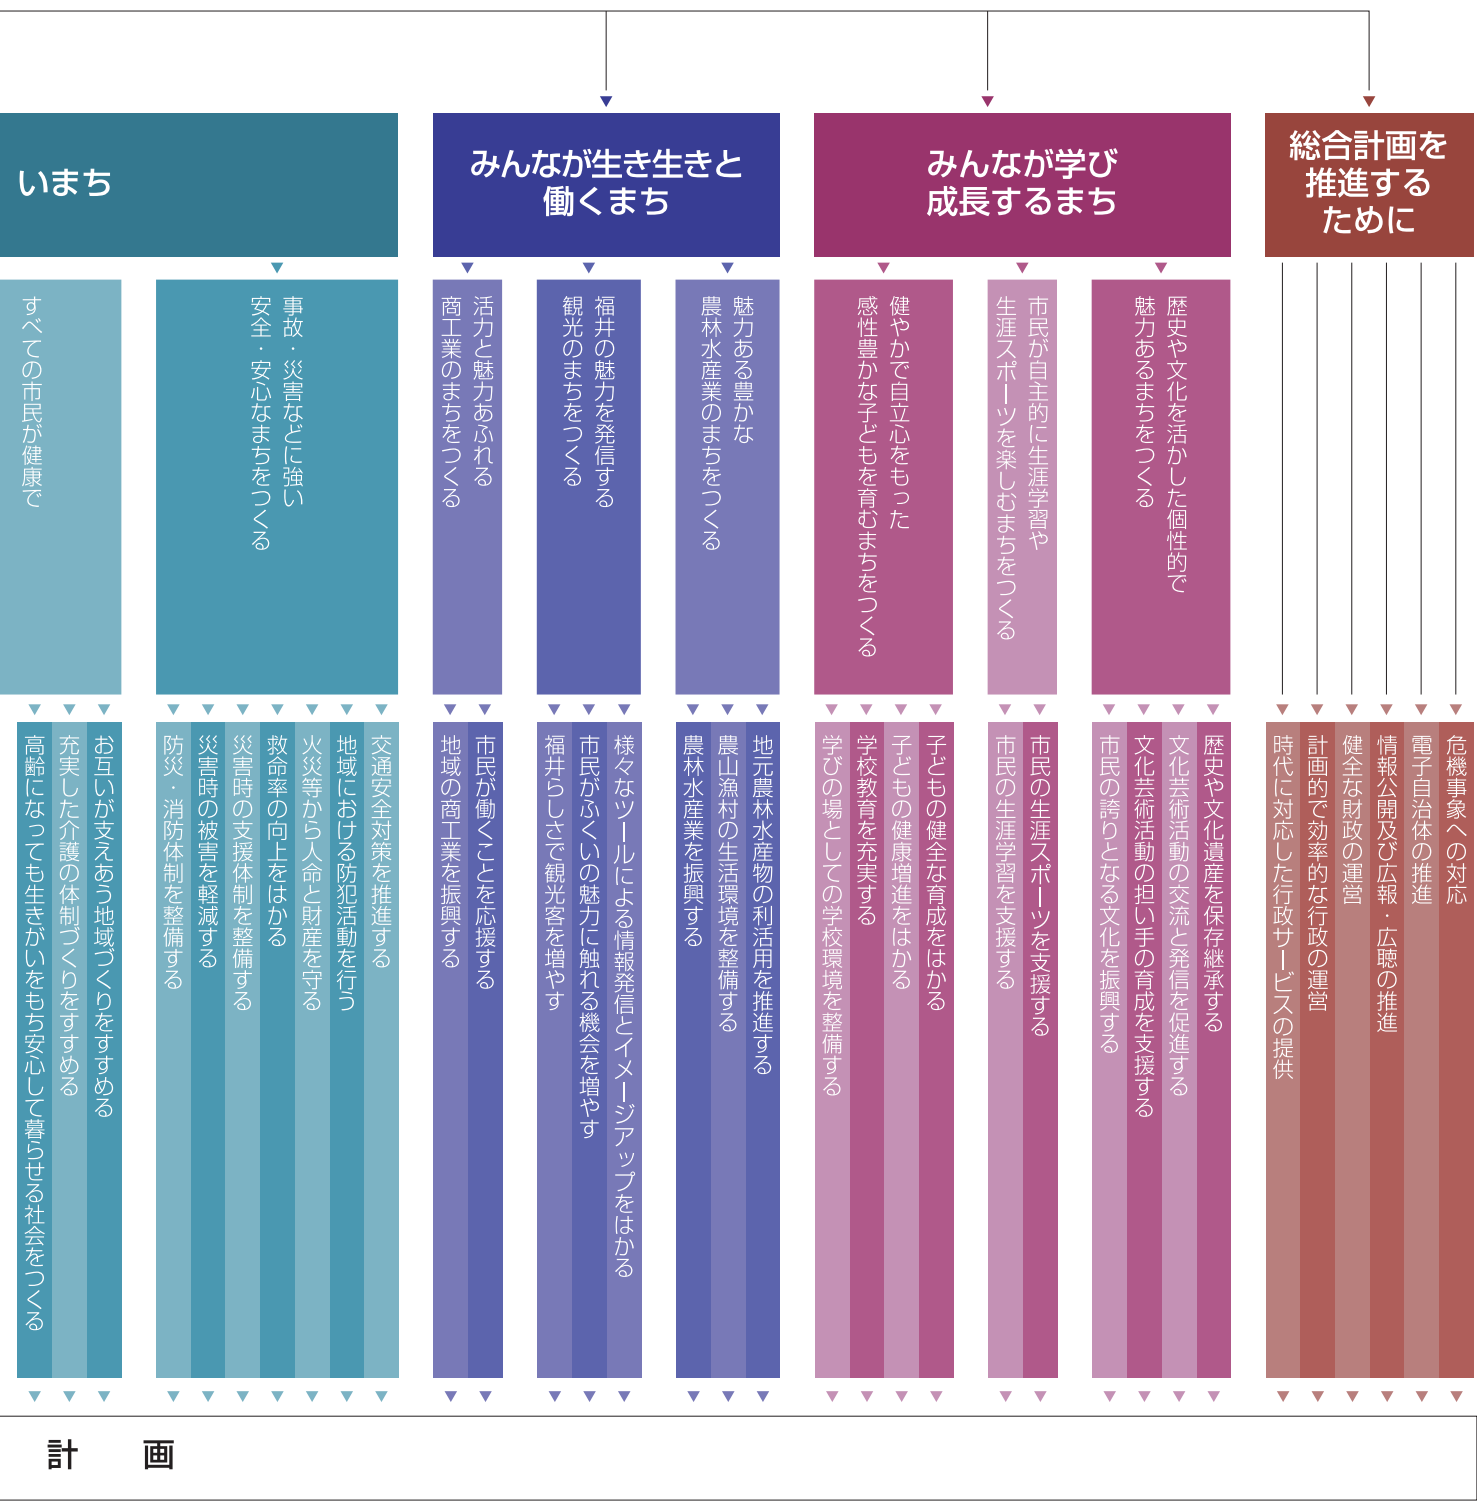 いまち
みんなが生き生きと
働くまち
みんなが学び
成長するまち
総合計画を
推進する
ために
すべての市民が健康で
事故・災害などに強い
安全・安心なまちをつくる
活力と魅力あふれる
商工業のまちをつくる
福井の魅力を発信する
観光のまちをつくる
魅力ある豊かな
農林水産業のまちをつくる
健やかで自立心をもった
感性豊かな子どもを育むまちをつくる
市民が自主的に生涯学習や
生涯スポーツを楽しむまちをつくる
歴史や文化を活かした個性的で
魅力あるまちをつくる
高齢になっても生きがいをもち安心して暮らせる社会をつくる
充実した介護の体制づくりをすすめる
お互いが支えあう地域づくりをすすめる
防災・消防体制を整備する
災害時の被害を軽減する
災害時の支援体制を整備する
救命率の向上をはかる
火災等から人命と財産を守る
地域における防犯活動を行う
交通安全対策を推進する
地域の商工業を振興する
市民が働くことを応援する
福井らしさで観光客を増やす
市民がふくいの魅力に触れる機会を増やす
様々なツールによる情報発信とイメージアップをはかる
農林水産業を振興する
農山漁村の生活環境を整備する
地元農林水産物の利活用を推進する
学びの場としての学校環境を整備する
学校教育を充実する
子どもの健康増進をはかる
子どもの健全な育成をはかる
市民の生涯学習を支援する
市民の生涯スポーツを支援する
市民の誇りとなる文化を振興する
文化芸術活動の担い手の育成を支援する
文化芸術活動の交流と発信を促進する
歴史や文化遺産を保存継承する
時代に対応した行政サービスの提供
計画的で効率的な行政の運営
健全な財政の運営
情報公開及び広報・広聴の推進
電子自治体の推進
危機事象への対応
計　画